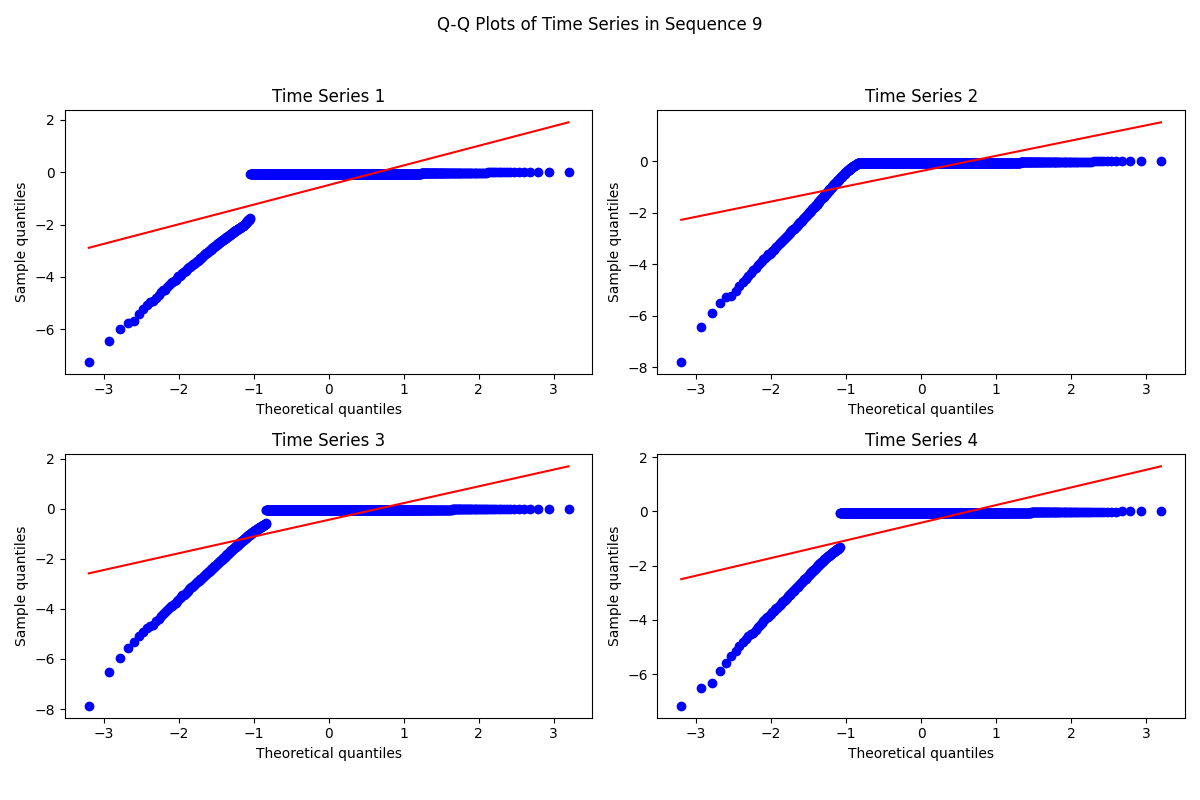 Q-Q Plots of Time Series in Sequence 9
Time Series 1
2
0
−2
−4
−6
Sample quantiles
−3 −2 −1 0 1 2 3
Theoretical quantiles
Time Series 2
0
−2
−4
−6
−8
Sample quantiles
−3 −2 −1 0 1 2 3
Theoretical quantiles
Time Series 3
2
0
−2
−4
−6
−8
Sample quantiles
−3 −2 −1 0 1 2 3
Theoretical quantiles
Time Series 4
2
0
−2
−4
−6
Sample quantiles
−3 −2 −1 0 1 2 3
Theoretical quantiles